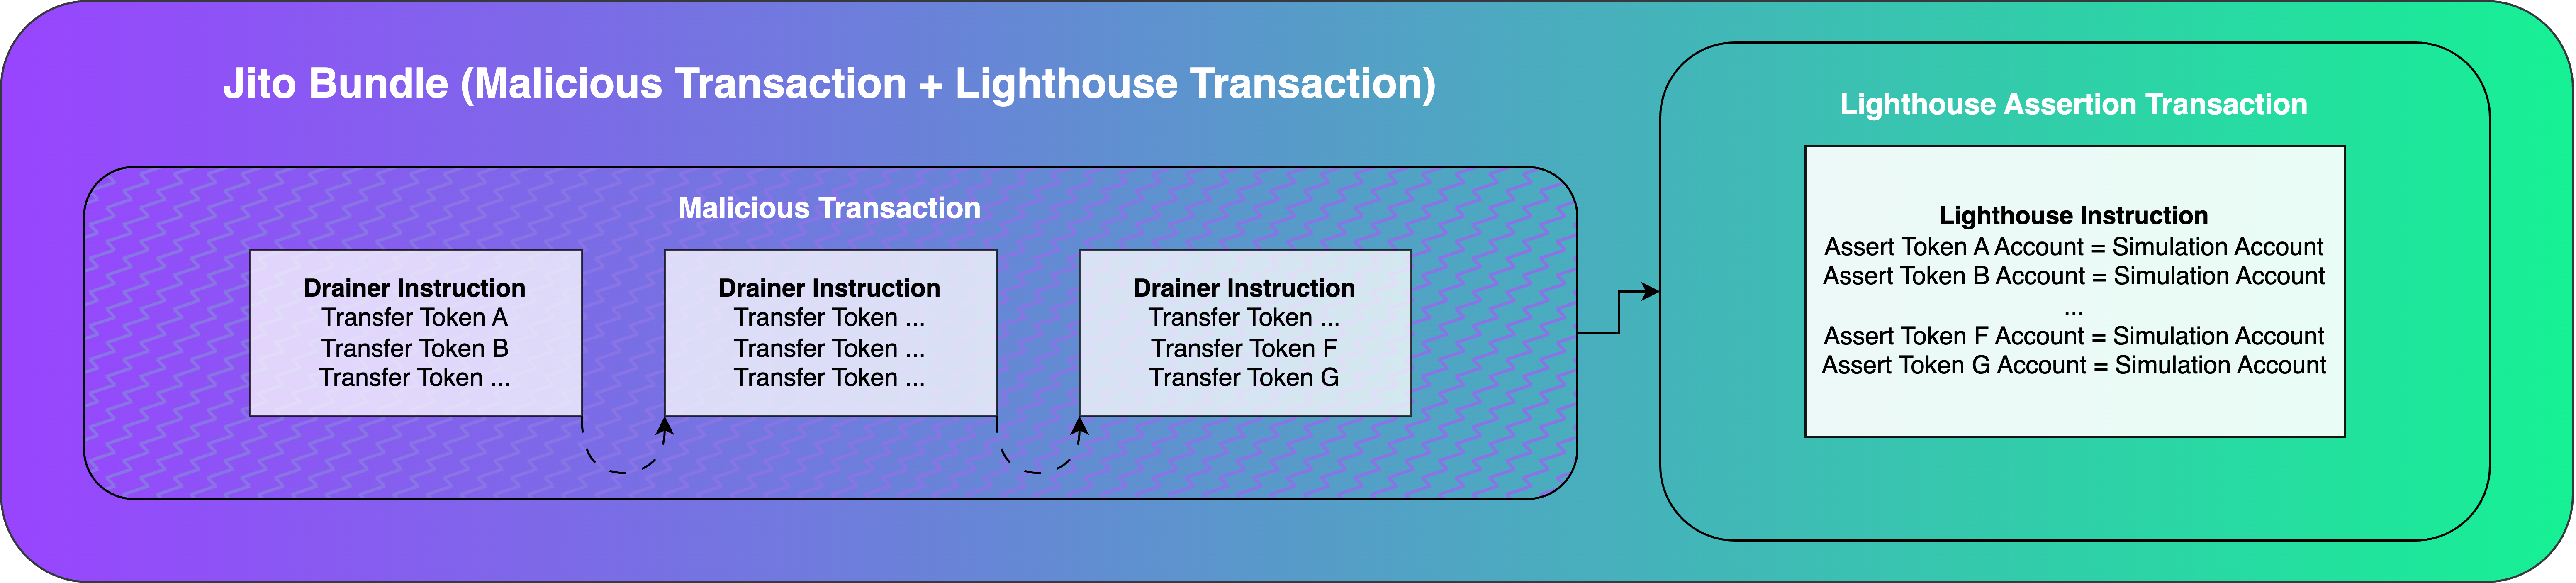 Jito Bundle (Malicious Transaction + Lighthouse Transaction)
Malicious Transaction
Drainer Instruction
Transfer Token A
Transfer Token B
Transfer Token ...
Drainer Instruction
Transfer Token ...
Transfer Token ...
Transfer Token ...
Drainer Instruction
Transfer Token ...
Transfer Token F
Transfer Token G
Lighthouse Assertion Transaction
Lighthouse Instruction
Assert Token A Account = Simulation Account
Assert Token B Account = Simulation Account
...
Assert Token F Account = Simulation Account
Assert Token G Account = Simulation Account